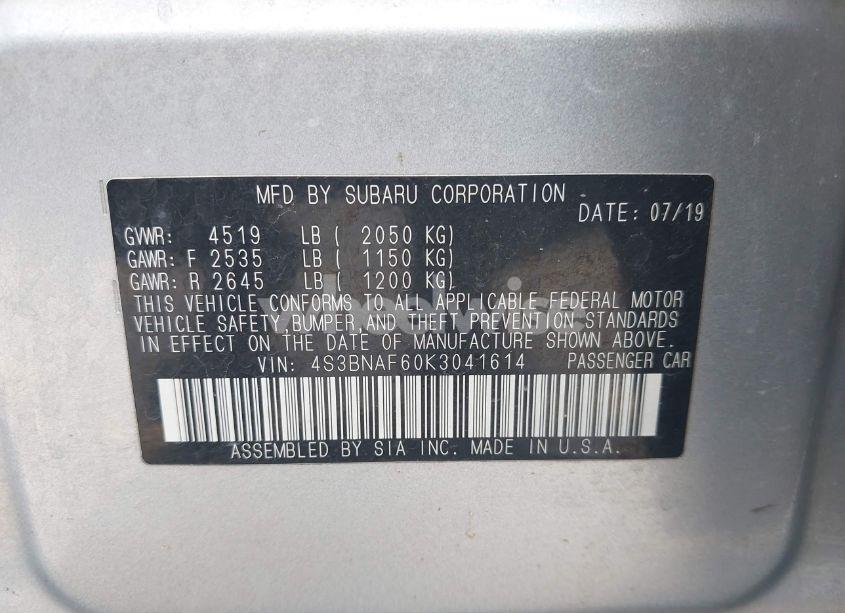 MFD BY SUBARU CORPORATION
DATE: 07/19
GVWR: 4519 LB ( 2050 KG)
GAWR: F 2535 LB ( 1150 KG)
GAWR: R 2645 LB ( 1200 KG)
THIS VEHICLE CONFORMS TO ALL APPLICABLE FEDERAL MOTOR
VEHICLE SAFETY,BUMPER,AND THEFT PREVENTION STANDARDS
IN EFFECT ON THE DATE OF MANUFACTURE SHOWN ABOVE.
VIN: 4S3BNAF60K3041614 PASSENGER CAR
ASSEMBLED BY SIA INC. MADE IN U.S.A.